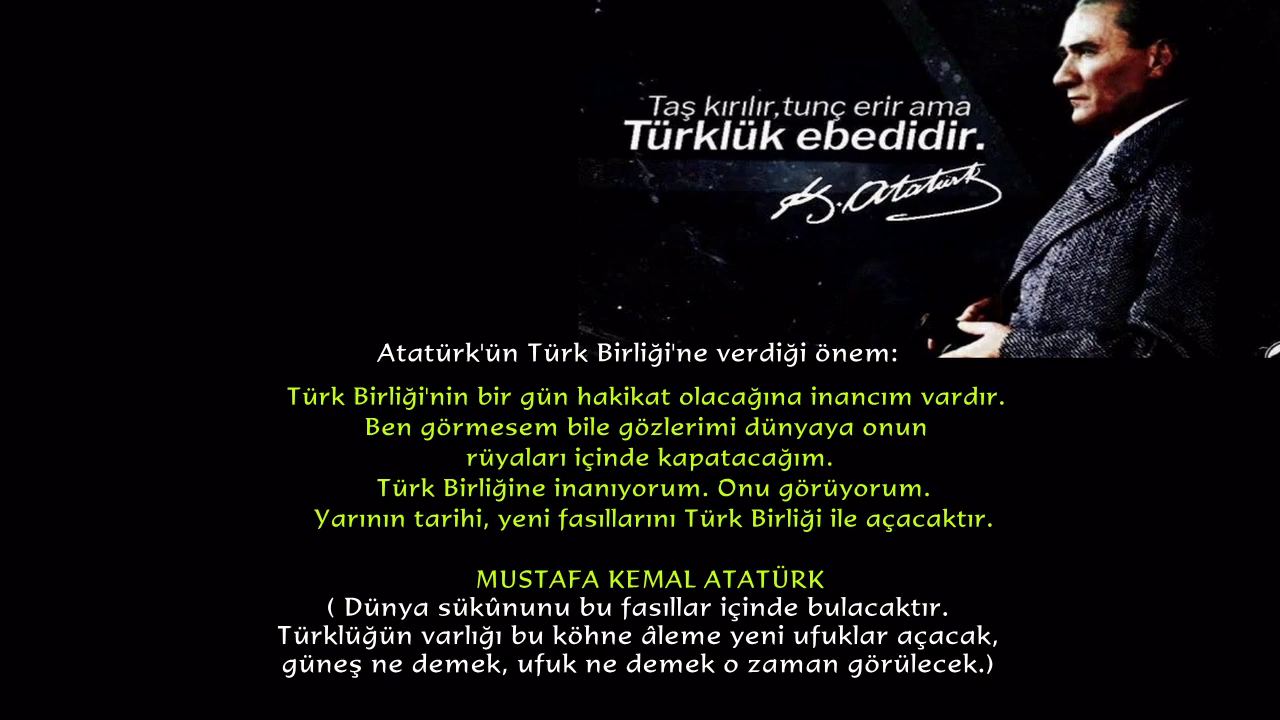 Taş kırılır,tunç erir ama
Türklük ebedidir.
K. Atatürk
Atatürk'ün Türk Birliği'ne verdiği önem:
Türk Birliği'nin bir gün hakikat olacağına inancım vardır.
Ben görmesem bile gözlerimi dünyaya onun
rüyaları içinde kapatacağım.
Türk Birliğine inanıyorum. Onu görüyorum.
Yarının tarihi, yeni fasıllarını Türk Birliği ile açacaktır.
MUSTAFA KEMAL ATATÜRK
( Dünya sükûnunu bu fasıllar içinde bulacaktır.
Türklüğün varlığı bu köhne âleme yeni ufuklar açacak,
güneş ne demek, ufuk ne demek o zaman görülecek.)